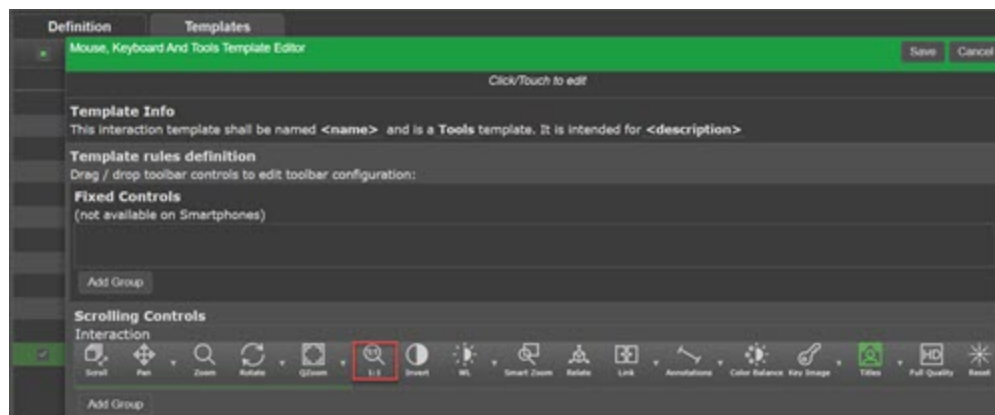 Definition Templates
Mouse, Keyboard And Tools Template Editor Save Cancel
Click/Touch to edit
Template Info
This interaction template shall be named <name> and is a Tools template. It is intended for <description>
Template rules definition
Drag / drop toolbar controls to edit toolbar configuration:
Fixed Controls
(not available on Smartphones)
Add Group
Scrolling Controls
Interaction
1:1 HD
Scroll Pan Zoom Rotate QZoom 1:1 Invert WL Smart Zoom Relate Link Annotations Color Balance Key Image Titles Full Quality Reset
Add Group